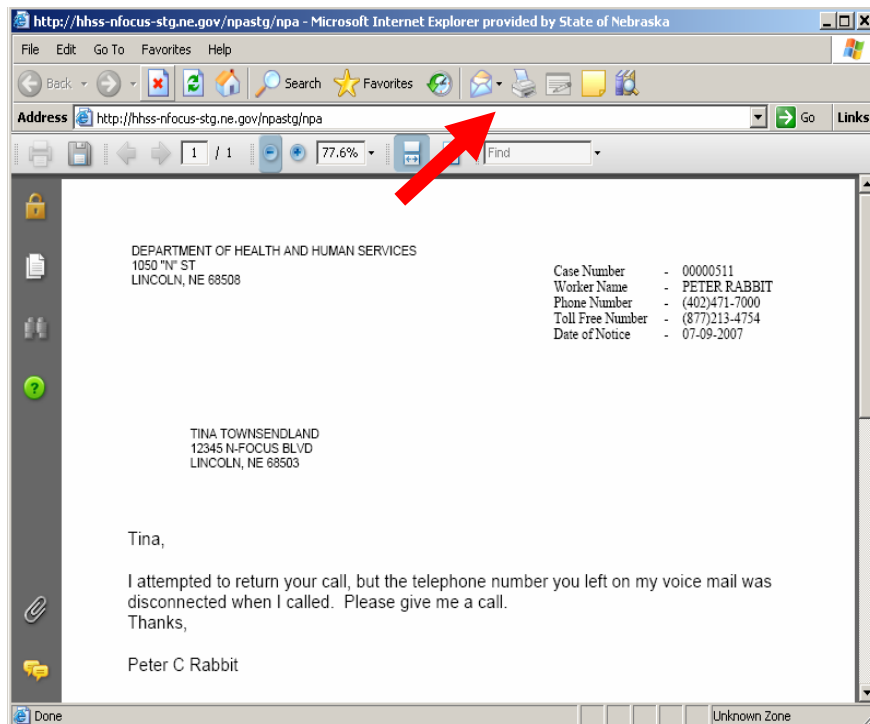 http://hhss-nfocus-stg.ne.gov/npastg/npa - Microsoft Internet Explorer provided by State of Nebraska
File Edit Go To Favorites Help
Back Search Favorites
Address http://hhss-nfocus-stg.ne.gov/npastg/npa Go Links
1 / 1 77.6% Find
DEPARTMENT OF HEALTH AND HUMAN SERVICES
1050 "N" ST
LINCOLN, NE 68508
Case Number - 00000511
Worker Name - PETER RABBIT
Phone Number - (402)471-7000
Toll Free Number - (877)213-4754
Date of Notice - 07-09-2007
TINA TOWNSENDLAND
12345 N-FOCUS BLVD
LINCOLN, NE 68503
Tina,
I attempted to return your call, but the telephone number you left on my voice mail was
disconnected when I called. Please give me a call.
Thanks,
Peter C Rabbit
Done Unknown Zone